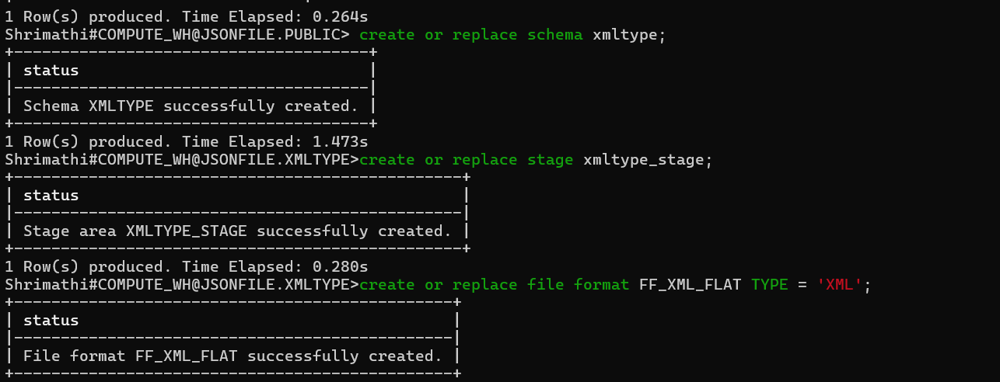 1 Row(s) produced. Time Elapsed: 0.264s
Shrimathi#COMPUTE_WH@JSONFILE.PUBLIC> create or replace schema xmltype;
+--------------------------------------+
| status                               |
|--------------------------------------|
| Schema XMLTYPE successfully created. |
+--------------------------------------+
1 Row(s) produced. Time Elapsed: 1.473s
Shrimathi#COMPUTE_WH@JSONFILE.XMLTYPE>create or replace stage xmltype_stage;
+------------------------------------------------+
| status                                         |
|------------------------------------------------|
| Stage area XMLTYPE_STAGE successfully created. |
+------------------------------------------------+
1 Row(s) produced. Time Elapsed: 0.280s
Shrimathi#COMPUTE_WH@JSONFILE.XMLTYPE>create or replace file format FF_XML_FLAT TYPE = 'XML';
+-----------------------------------------------+
| status                                        |
|-----------------------------------------------|
| File format FF_XML_FLAT successfully created. |
+-----------------------------------------------+